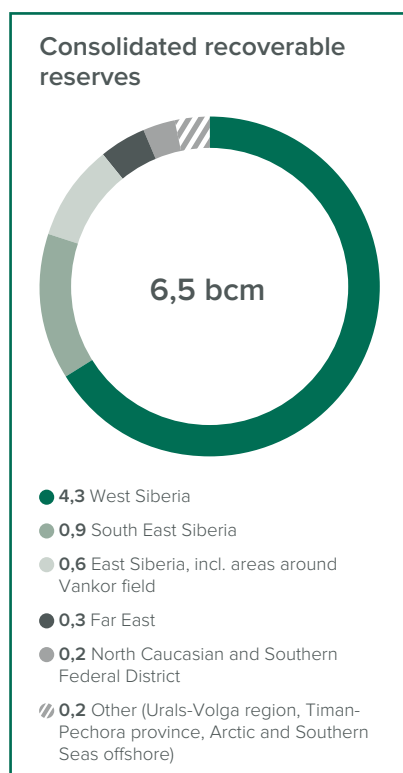 Consolidated recoverable
reserves
6,5 bcm
4,3 West Siberia
0,9 South East Siberia
0,6 East Siberia, incl. areas around
Vankor field
0,3 Far East
0,2 North Caucasian and Southern
Federal District
0,2 Other (Urals-Volga region, Timan-
Pechora province, Arctic and Southern
Seas offshore)